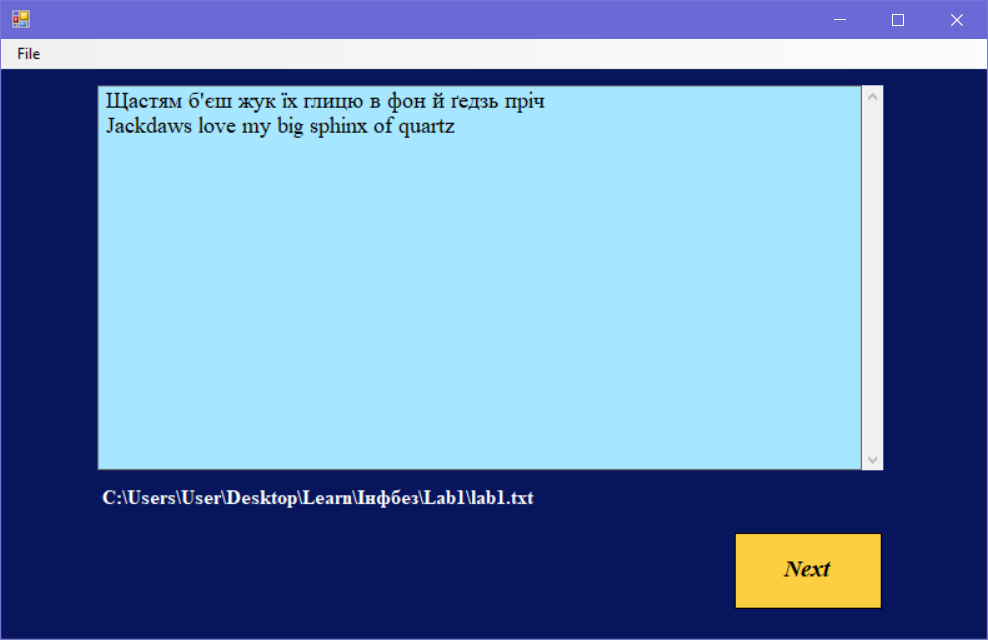 File
Щастям б'єш жук їх глицю в фон й ґедзь пріч
Jackdaws love my big sphinx of quartz
C:\Users\User\Desktop\Learn\Інфбез\Lab1\lab1.txt
Next